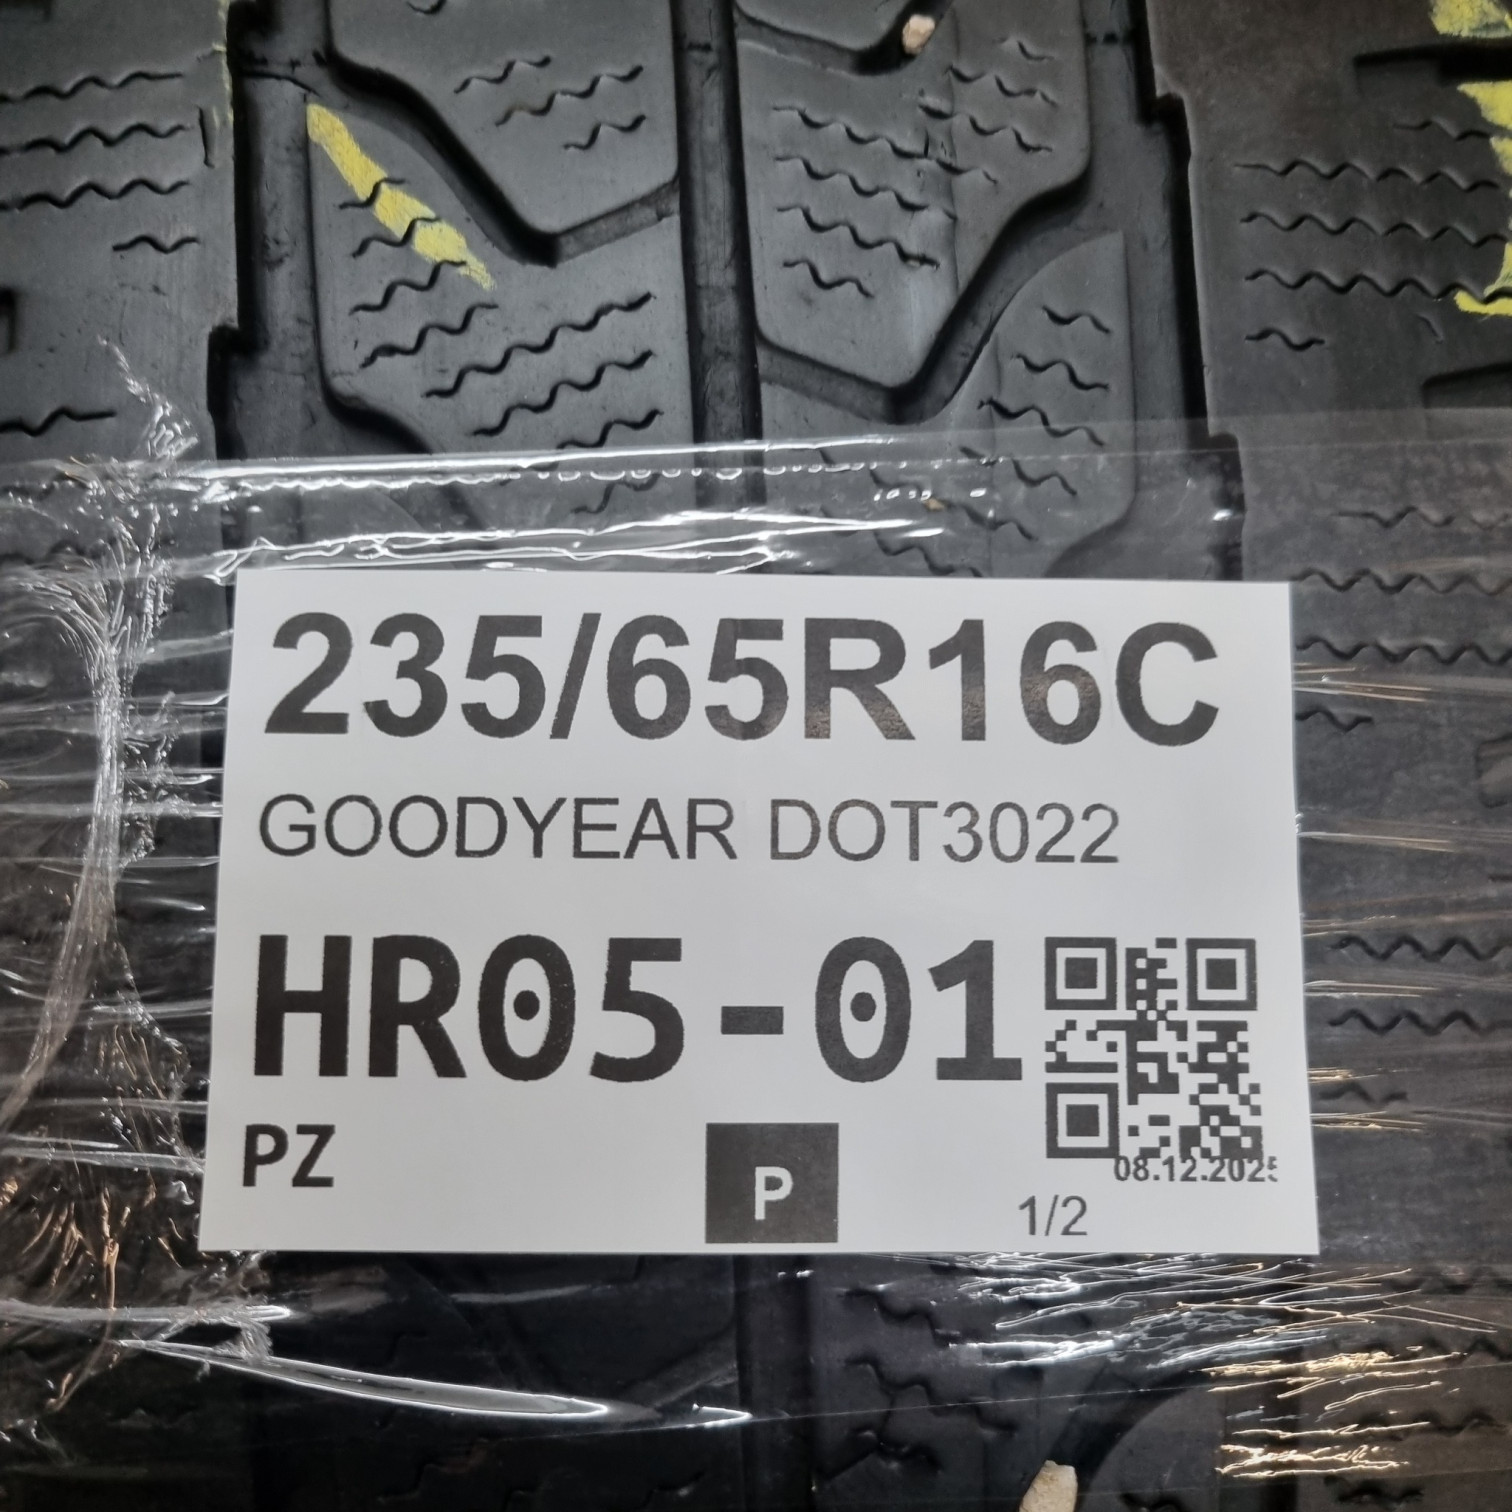 235/65R16C
GOODYEAR DOT3022
HR05-01
PZ
P
08.12.2025
1/2